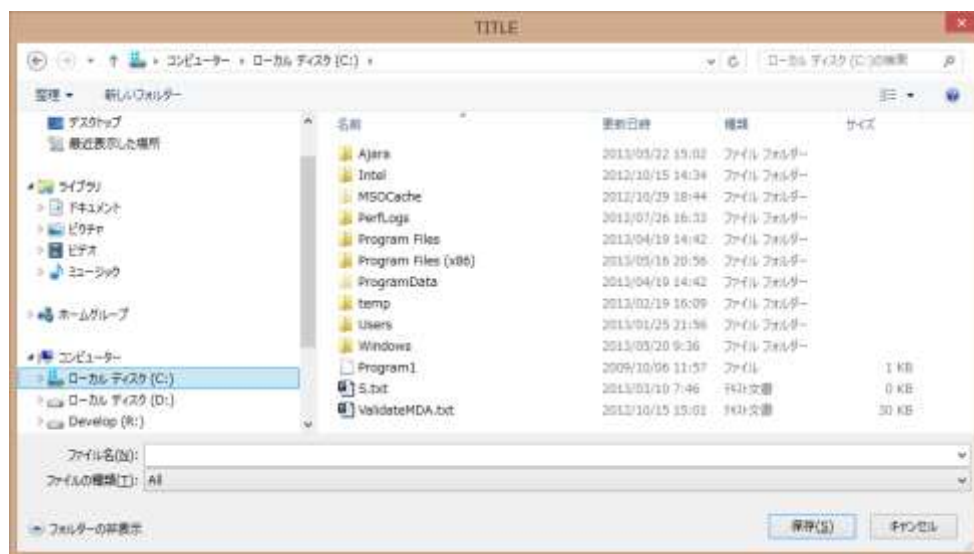 TITLE
コンピューター ローカル ディスク (C:) ローカル ディスク (C:)の検索
整理 新しいフォルダー
デスクトップ
最近表示した場所
ライブラリ
ドキュメント
ピクチャ
ビデオ
ミュージック
ホームグループ
コンピューター
ローカル ディスク (C:)
ローカル ディスク (D:)
Develop (R:)
名前 更新日時 種類 サイズ
Ajara 2013/05/22 15:02 ファイル フォルダー
Intel 2012/10/15 14:34 ファイル フォルダー
MSOCache 2012/10/29 18:44 ファイル フォルダー
PerfLogs 2012/07/26 16:33 ファイル フォルダー
Program Files 2013/04/19 14:42 ファイル フォルダー
Program Files (x86) 2013/05/16 20:56 ファイル フォルダー
ProgramData 2013/04/19 14:42 ファイル フォルダー
temp 2013/02/19 16:09 ファイル フォルダー
Users 2013/01/25 21:56 ファイル フォルダー
Windows 2013/05/20 9:36 ファイル フォルダー
Program1 2009/10/06 11:57 ファイル 1 KB
S.txt 2013/03/10 7:46 テキスト文書 0 KB
ValidateMDA.txt 2012/10/15 15:01 テキスト文書 30 KB
ファイル名(N):
ファイルの種類(T): All
フォルダーの非表示 保存(S) キャンセル